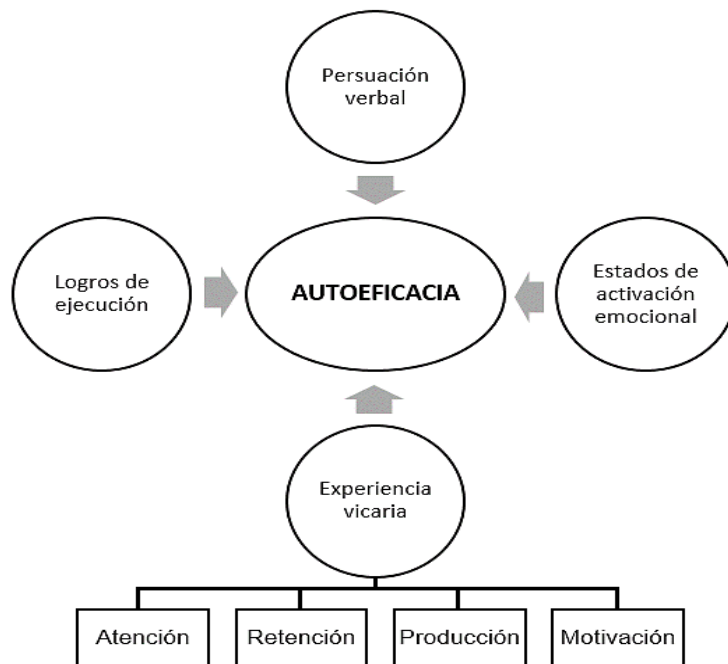 Persuación
verbal
Logros de
ejecución
AUTOEFICACIA
Estados de
activación
emocional
Experiencia
vicaria
Atención
Retención
Producción
Motivación